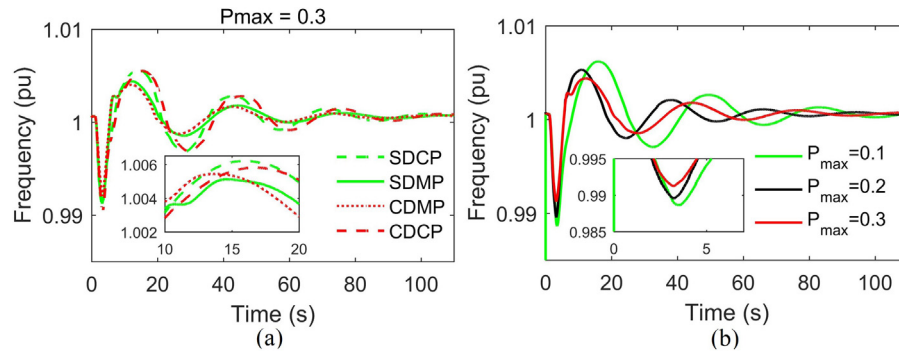 Pmax = 0.3
1.01
1
0.99
Frequency (pu)
SDCP
SDMP
CDMP
CDCP
1.006
1.004
1.002
10 15 20
0 20 40 60 80 100
Time (s)
(a)
1.01
1
0.99
Frequency (pu)
0.995
0.99
0.985
0 5
Pmax=0.1
Pmax=0.2
Pmax=0.3
0 20 40 60 80 100
Time (s)
(b)